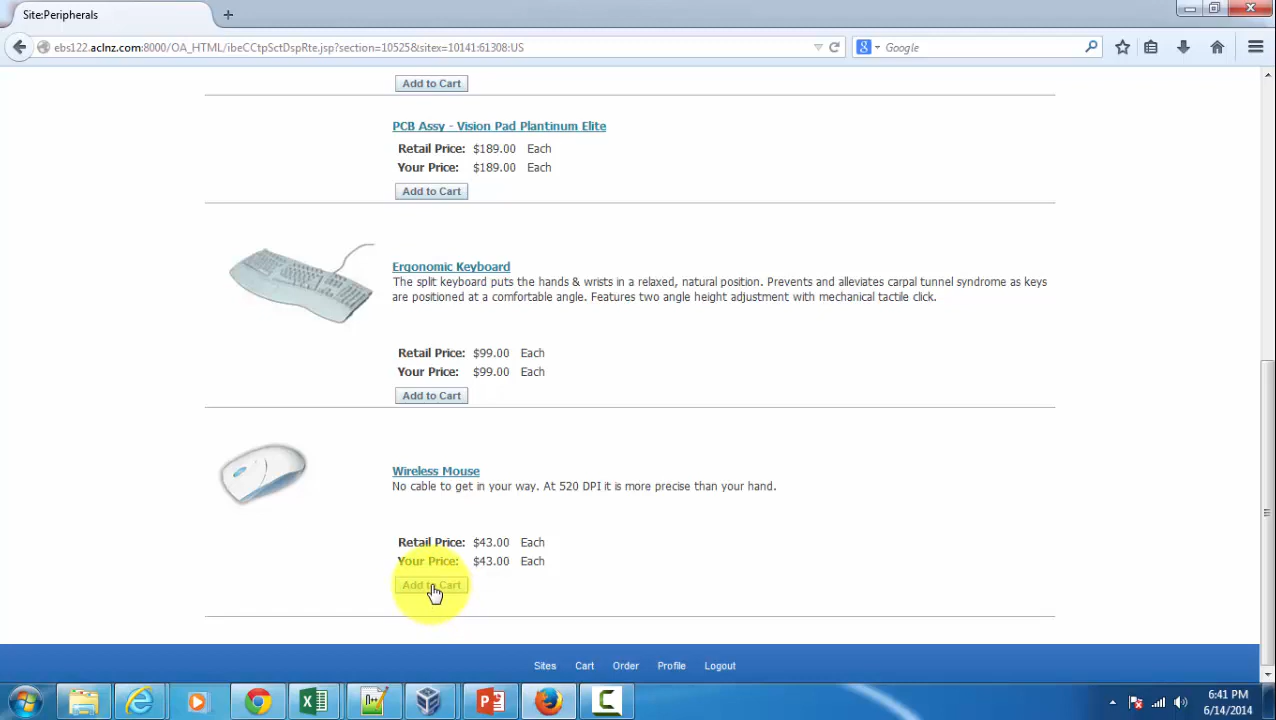 Site:Peripherals
ebs122.aclnz.com:8000/OA_HTML/ibeCCtpSctDspRte.jsp?section=10525&sitex=10141:61308:US
Google
Add to Cart
PCB Assy - Vision Pad Plantinum Elite
Retail Price: $189.00 Each
Your Price: $189.00 Each
Add to Cart
Ergonomic Keyboard
The split keyboard puts the hands & wrists in a relaxed, natural position. Prevents and alleviates carpal tunnel syndrome as keys
are positioned at a comfortable angle. Features two angle height adjustment with mechanical tactile click.
Retail Price: $99.00 Each
Your Price: $99.00 Each
Add to Cart
Wireless Mouse
No cable to get in your way. At 520 DPI it is more precise than your hand.
Retail Price: $43.00 Each
Your Price: $43.00 Each
Add to Cart
Sites Cart Order Profile Logout
6:41 PM
6/14/2014